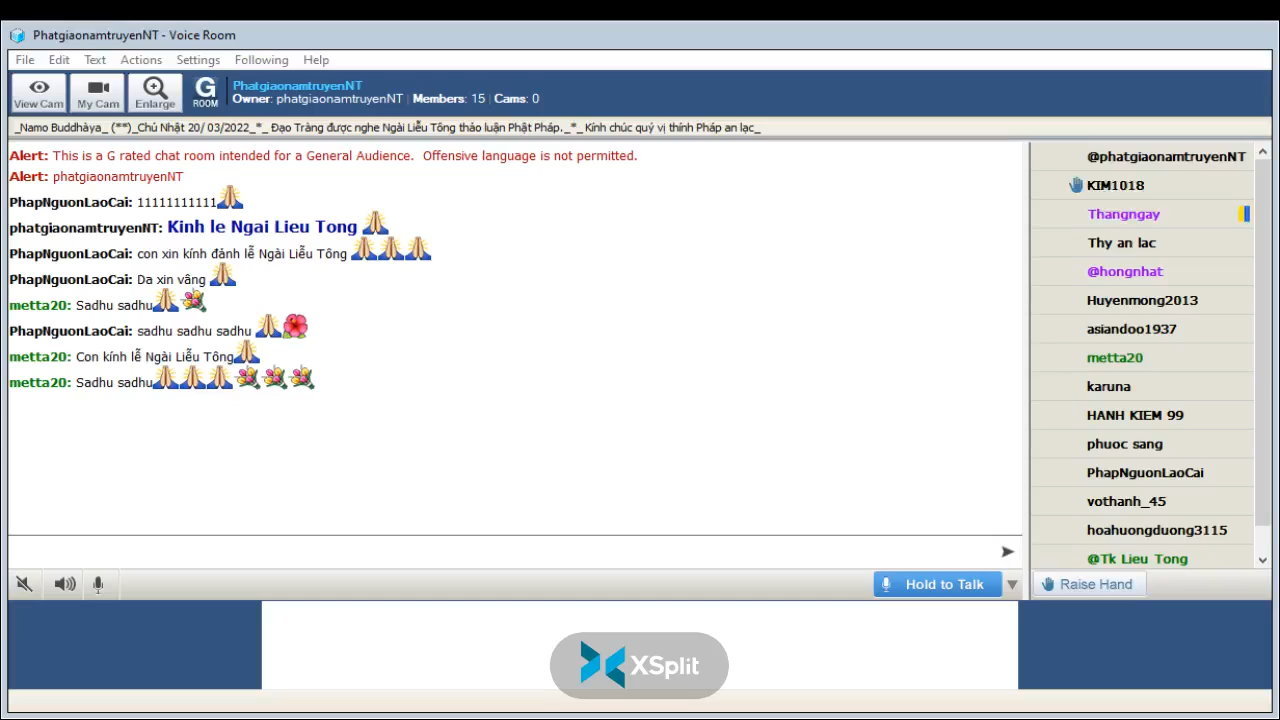 PhatgiaonamtruyenNT - Voice Room
File Edit Text Actions Settings Following Help
View Cam
My Cam
Enlarge
G
ROOM
PhatgiaonamtruyenNT
Owner: phatgiaonamtruyenNT | Members: 15 | Cams: 0
_Namo Buddhàya_ (**)_Chủ Nhật 20/ 03/2022_*_ Đạo Tràng được nghe Ngài Liễu Tông thảo luận Phật Pháp._*_ Kính chúc quý vị thính Pháp an lạc_
Alert: This is a G rated chat room intended for a General Audience. Offensive language is not permitted.
Alert: phatgiaonamtruyenNT
PhapNguonLaoCai: 11111111111
phatgiaonamtruyenNT: Kinh le Ngai Lieu Tong
PhapNguonLaoCai: con xin kính đánh lễ Ngài Liễu Tông
PhapNguonLaoCai: Da xin vâng
metta20: Sadhu sadhu
PhapNguonLaoCai: sadhu sadhu sadhu
metta20: Con kính lễ Ngài Liễu Tông
metta20: Sadhu sadhu
@phatgiaonamtruyenNT
KIM1018
Thangngay
Thy an lac
@hongnhat
Huyenmong2013
asiandoo1937
metta20
karuna
HANH KIEM 99
phuoc sang
PhapNguonLaoCai
vothanh_45
hoahuongduong3115
@Tk Lieu Tong
Hold to Talk
Raise Hand
XSplit